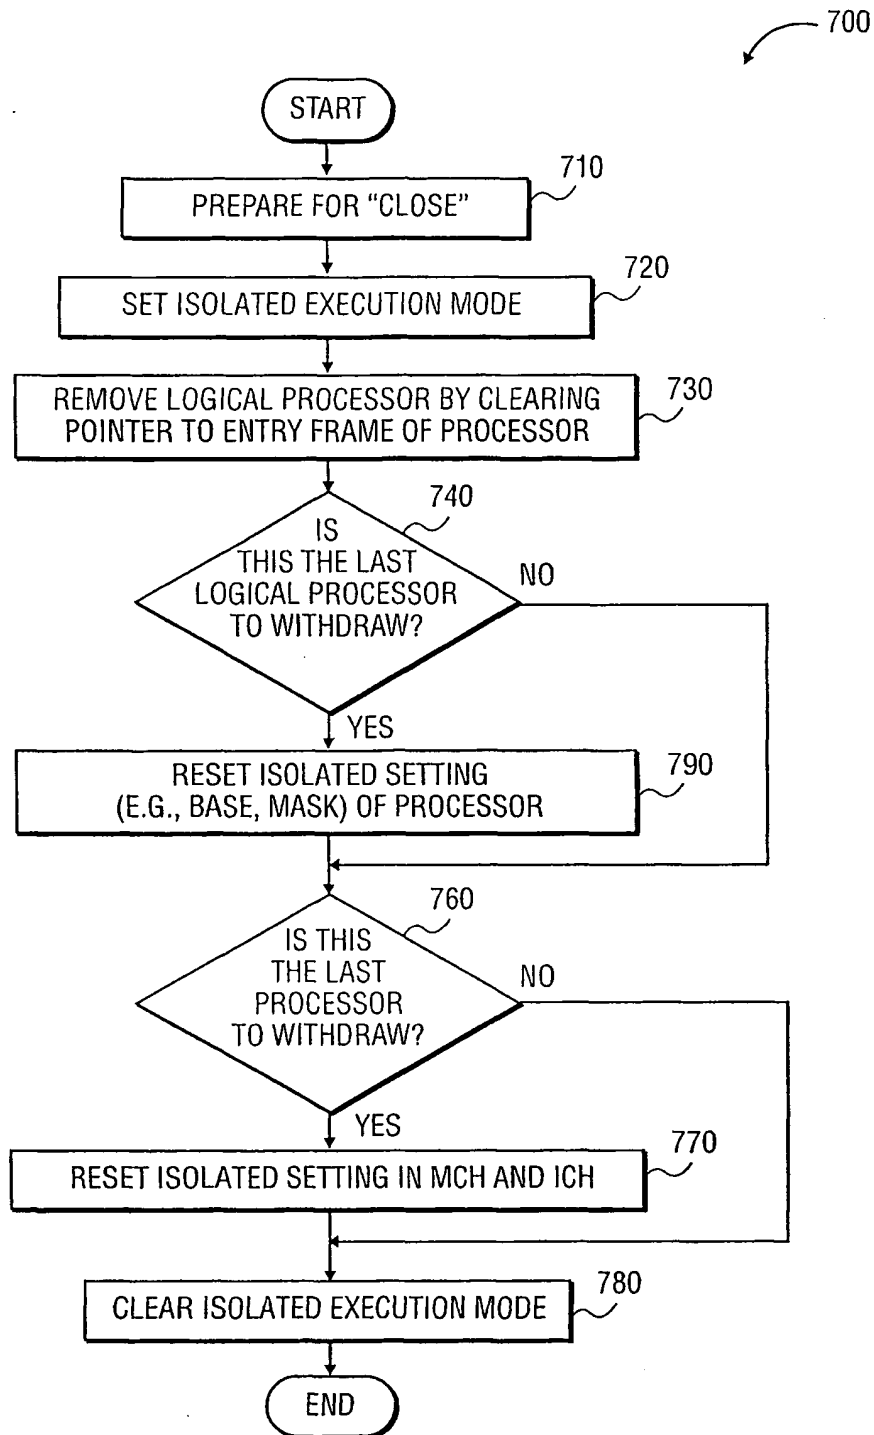 700
START
710
PREPARE FOR “CLOSE”
720
SET ISOLATED EXECUTION MODE
730
REMOVE LOGICAL PROCESSOR BY CLEARING
POINTER TO ENTRY FRAME OF PROCESSOR
740
IS
THIS THE LAST
LOGICAL PROCESSOR
TO WITHDRAW?
NO
YES
790
RESET ISOLATED SETTING
(E.G., BASE, MASK) OF PROCESSOR
760
IS THIS
THE LAST
PROCESSOR
TO WITHDRAW?
NO
YES
770
RESET ISOLATED SETTING IN MCH AND ICH
780
CLEAR ISOLATED EXECUTION MODE
END